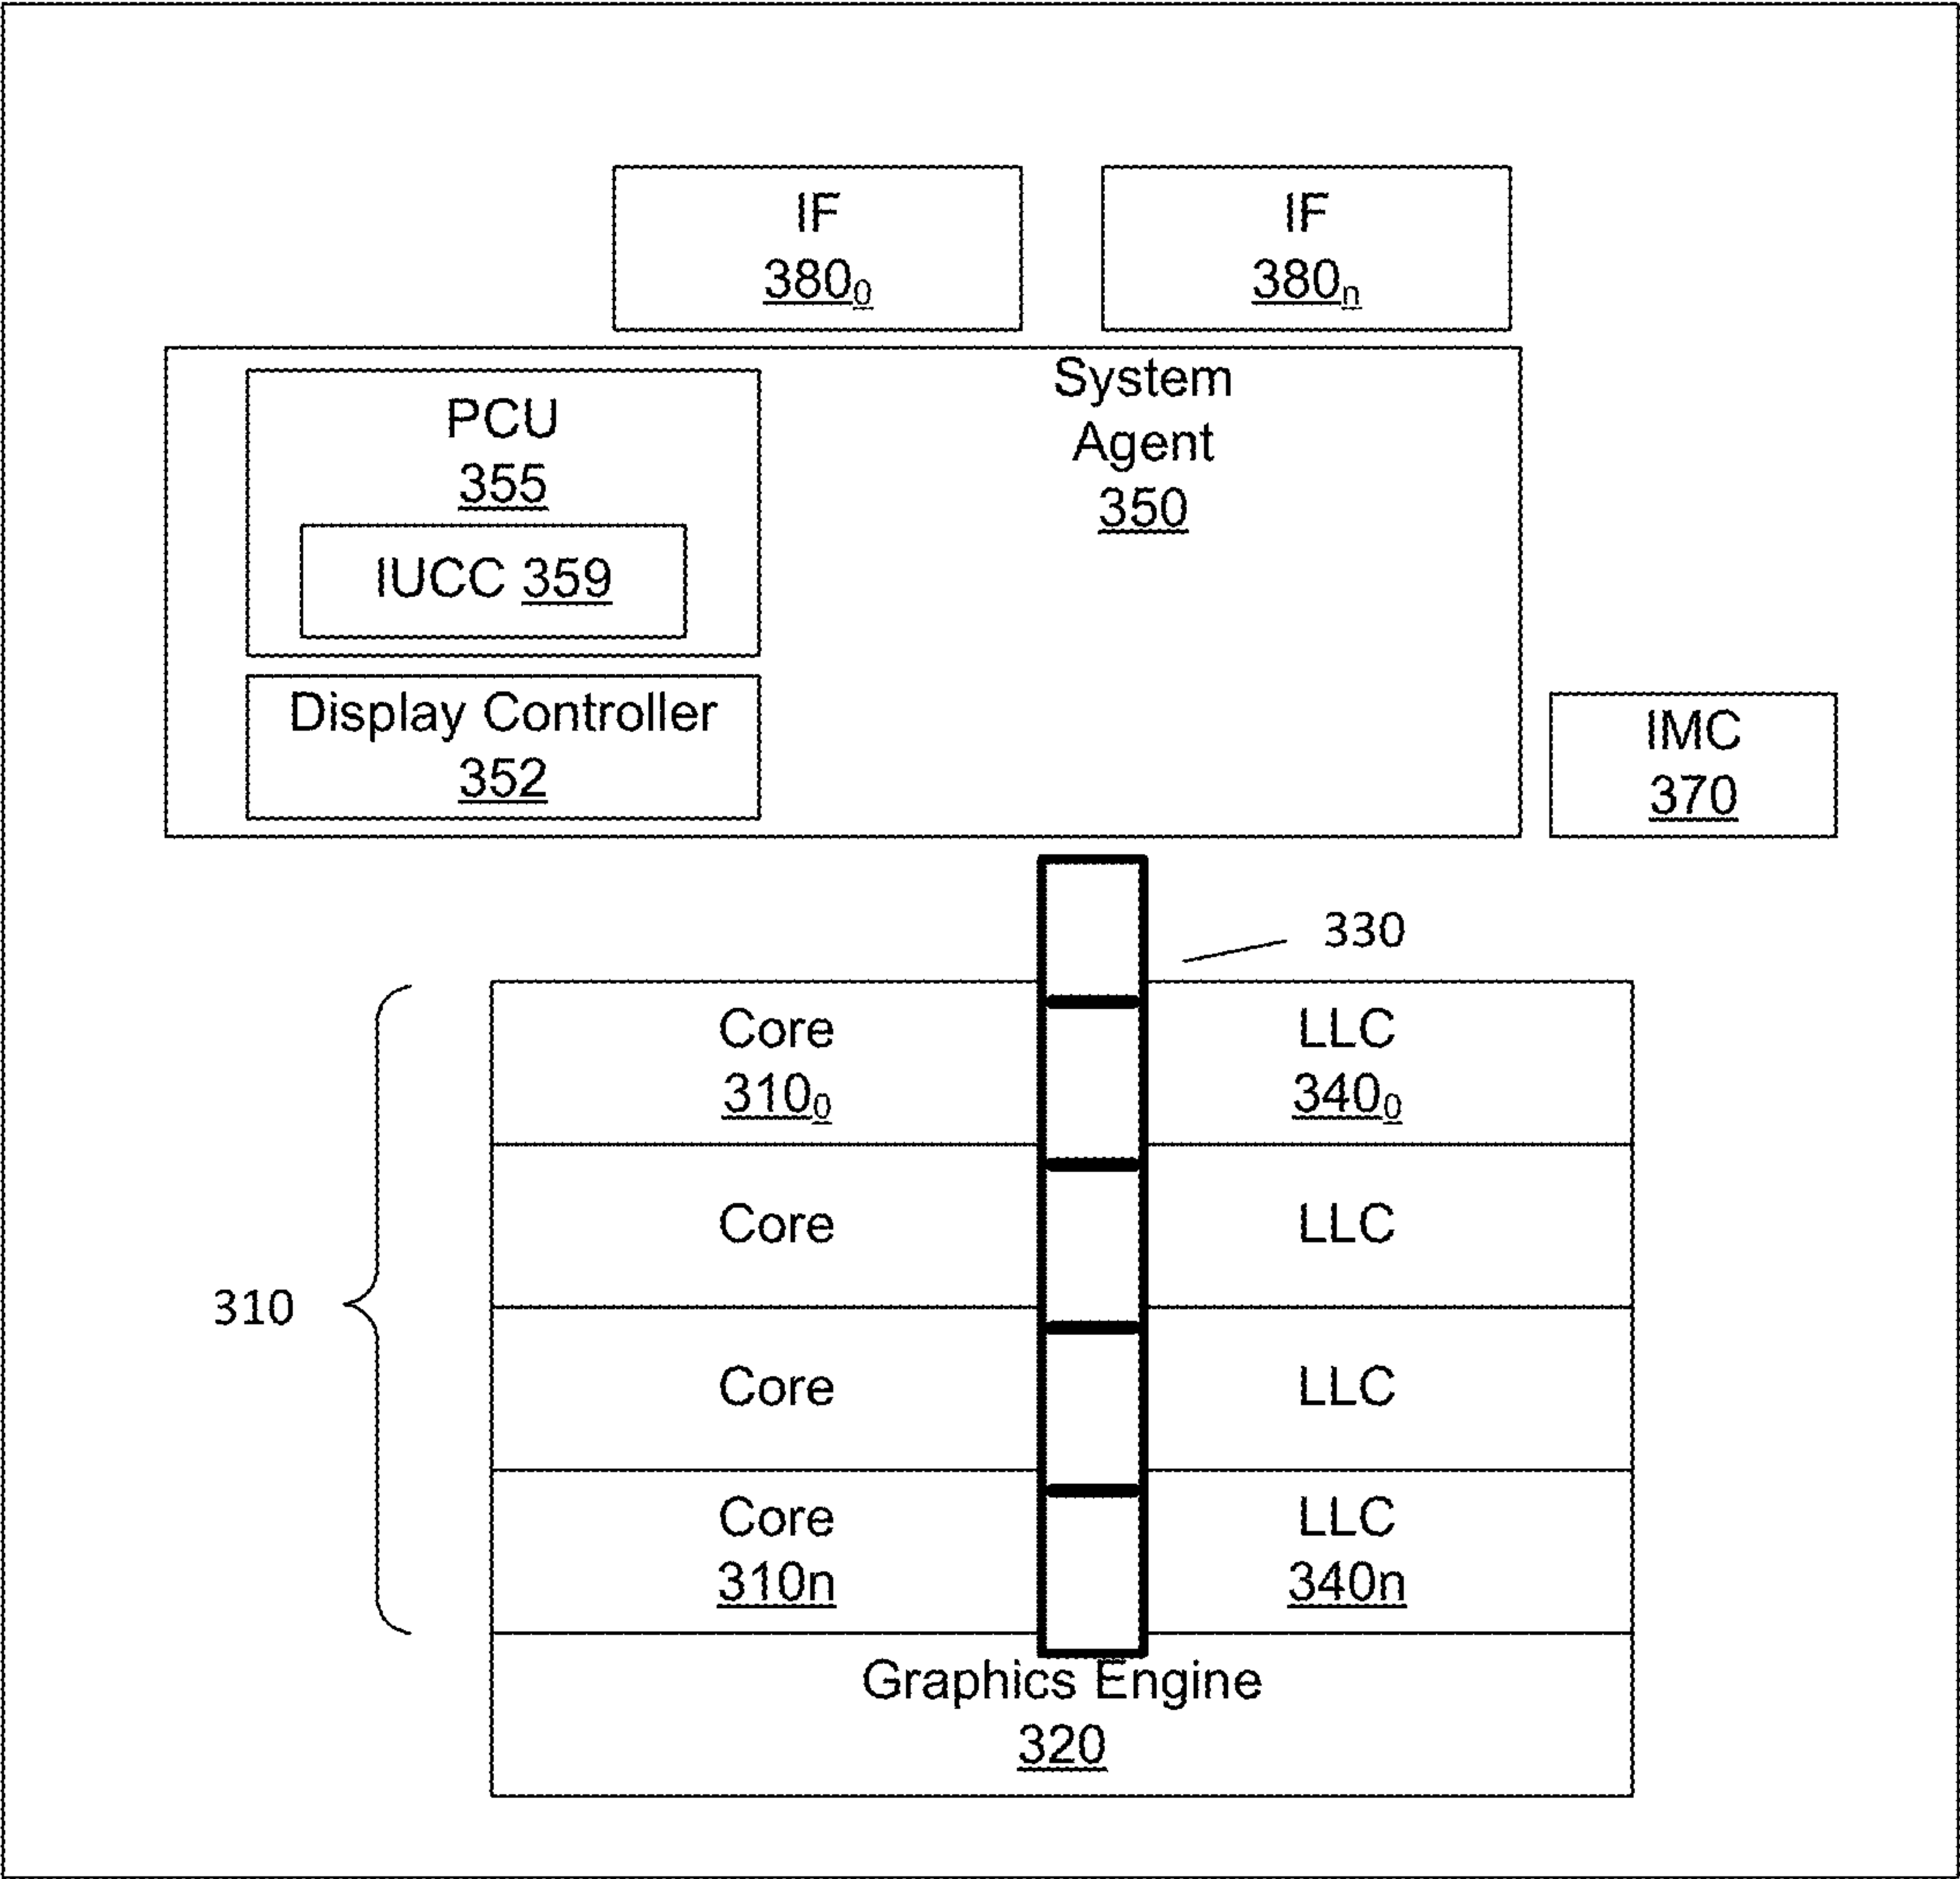 IF
380₀
IF
380ₙ
System
Agent
350
PCU
355
IUCC 359
Display Controller
352
IMC
370
330
310
Core
310₀
LLC
340₀
Core
LLC
Core
LLC
Core
310n
LLC
340n
Graphics Engine
320